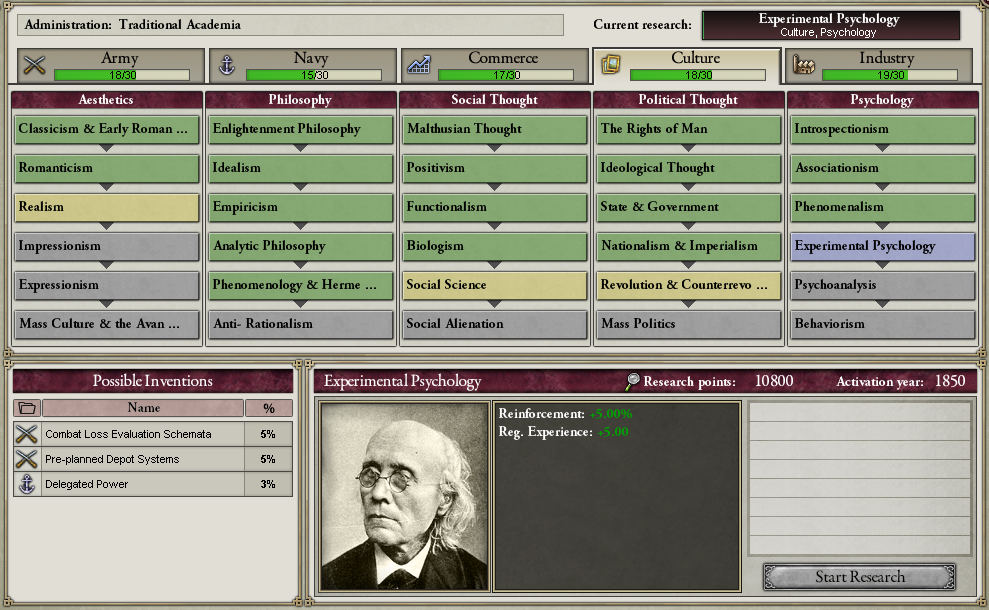 Administration: Traditional Academia
Current research:
Experimental Psychology
Culture, Psychology
Army
18/30
Navy
15/30
Commerce
17/30
Culture
18/30
Industry
19/30
Aesthetics
Philosophy
Social Thought
Political Thought
Psychology
Classicism & Early Roman ...
Enlightenment Philosophy
Malthusian Thought
The Rights of Man
Introspectionism
Romanticism
Idealism
Positivism
Ideological Thought
Associationism
Realism
Empiricism
Functionalism
State & Government
Phenomenalism
Impressionism
Analytic Philosophy
Biologism
Nationalism & Imperialism
Experimental Psychology
Expressionism
Phenomenology & Herme ...
Social Science
Revolution & Counterrevo ...
Psychoanalysis
Mass Culture & the Avan ...
Anti- Rationalism
Social Alienation
Mass Politics
Behaviorism
Possible Inventions
Name %
Combat Loss Evaluation Schemata 5%
Pre-planned Depot Systems 5%
Delegated Power 3%
Experimental Psychology
Research points: 10800
Activation year: 1850
Reinforcement: +5.00%
Reg. Experience: +5.00
Start Research